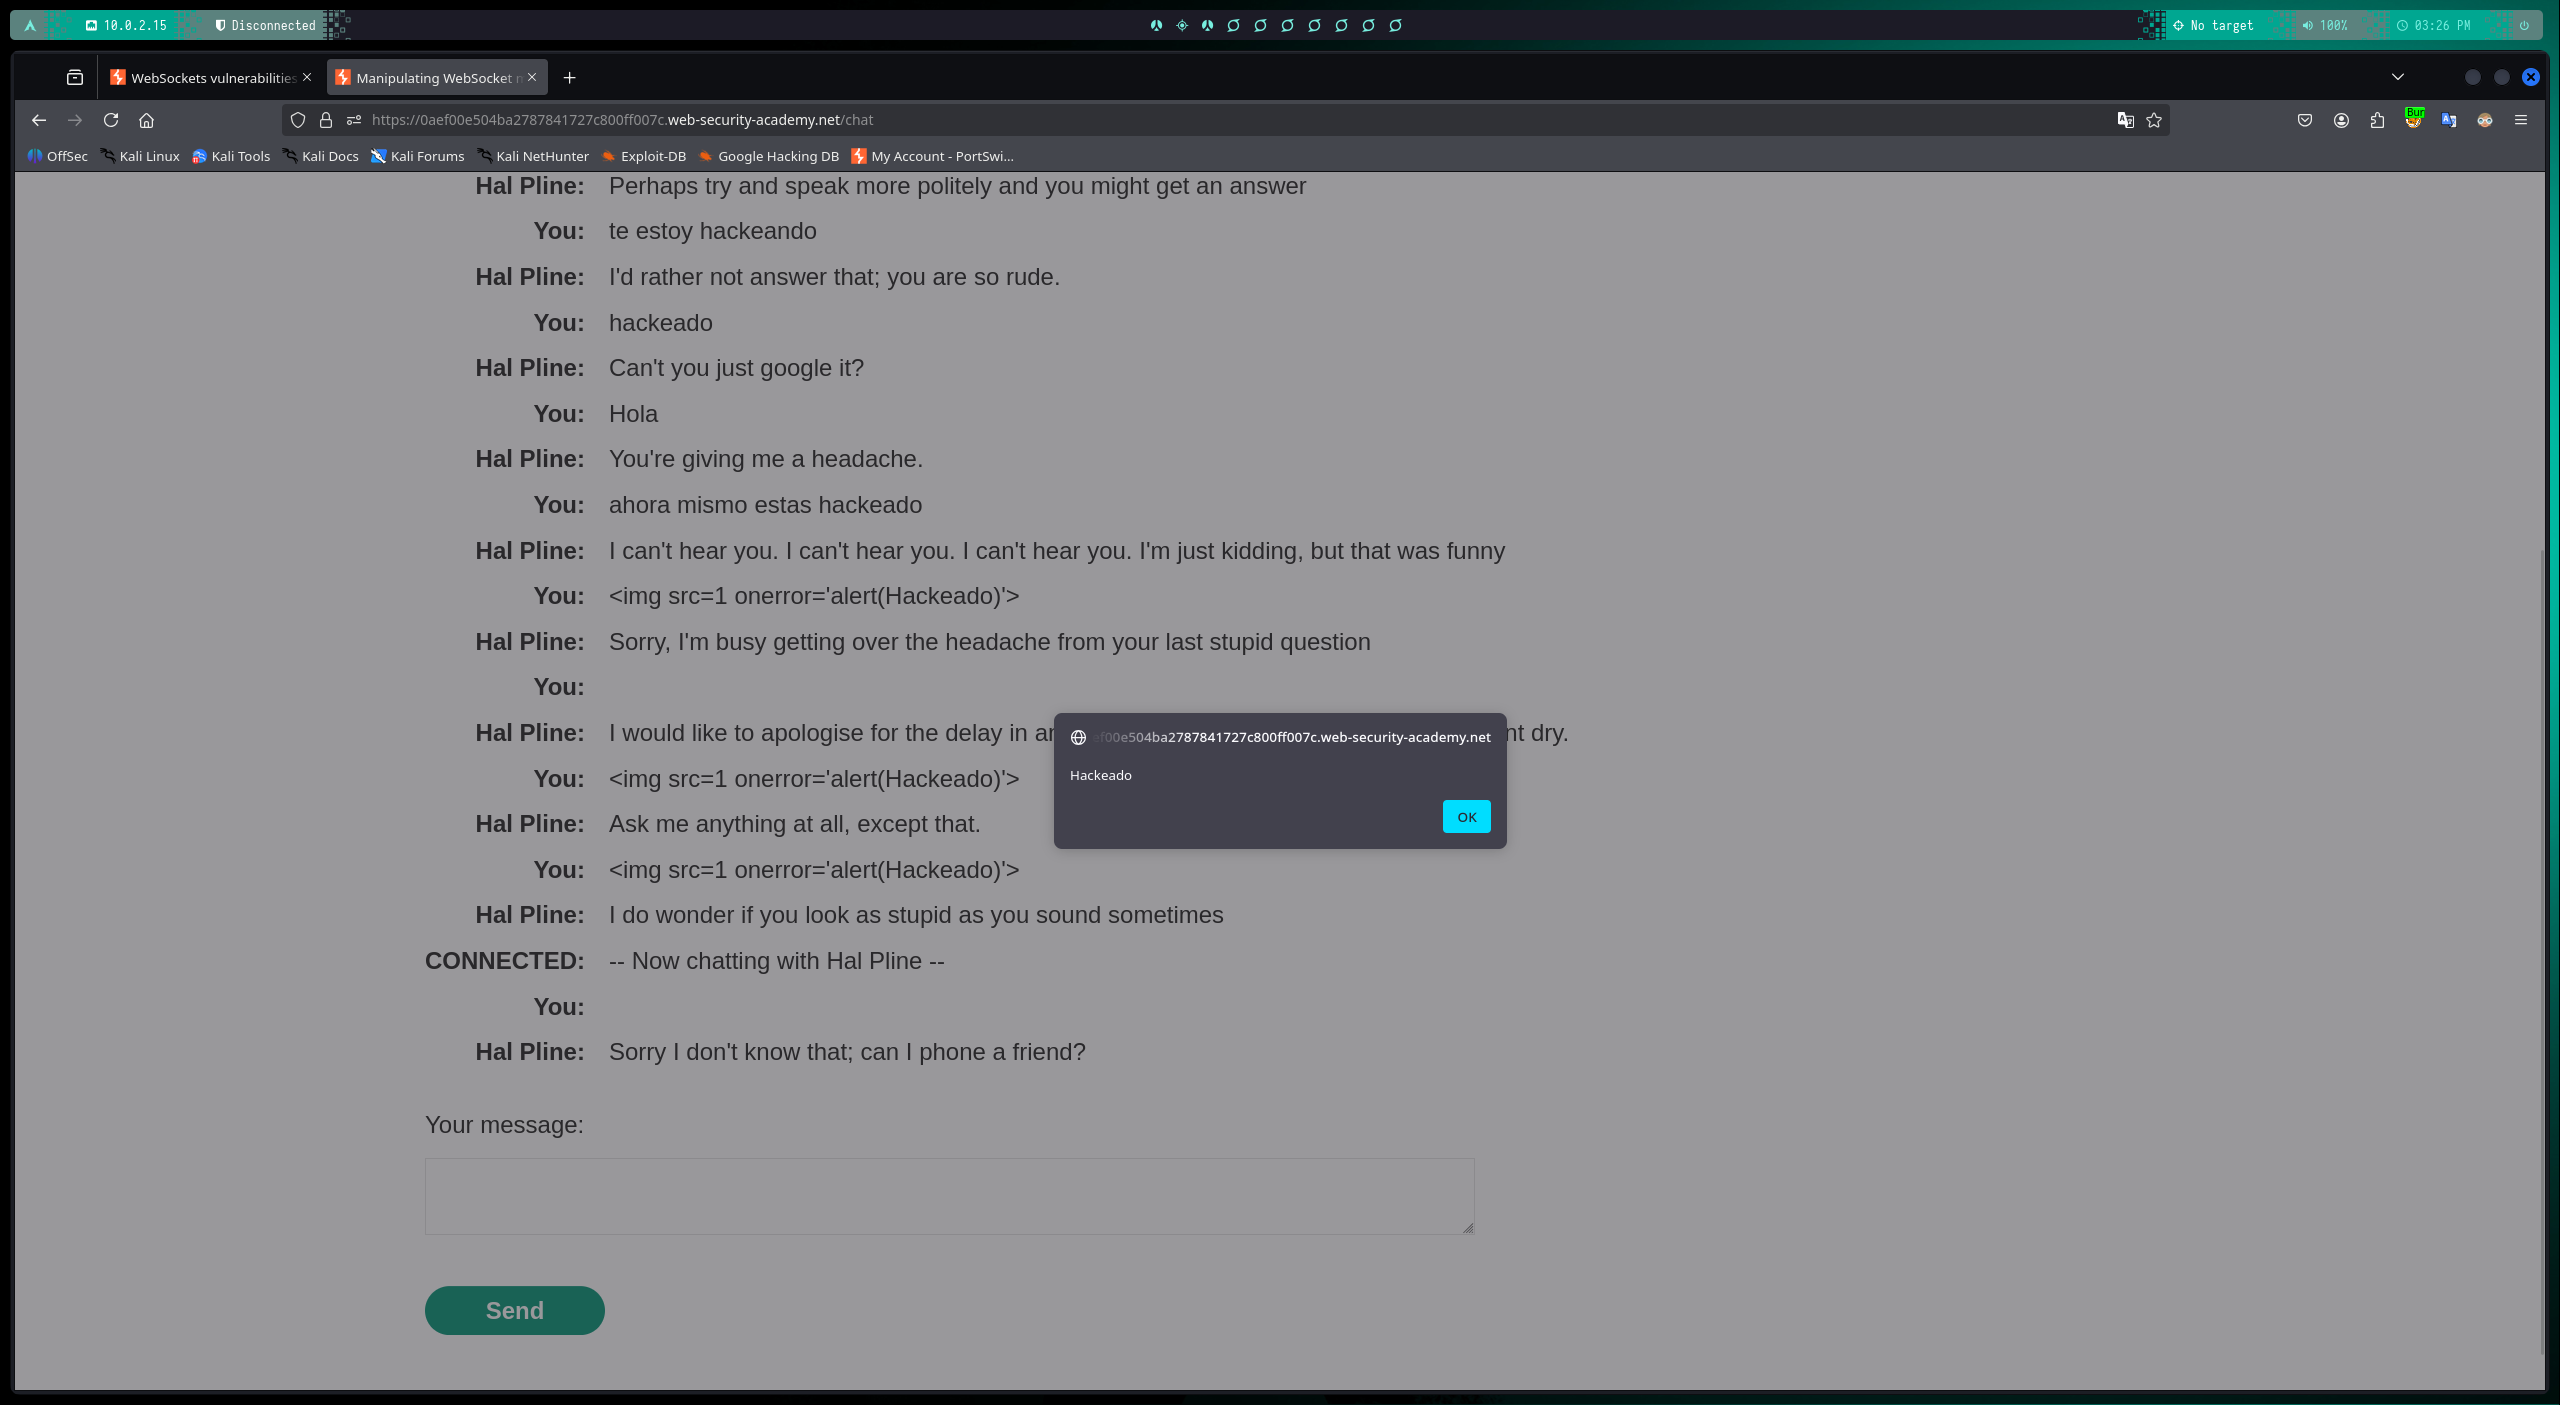 10.0.2.15 Disconnected No target 100% 03:26 PM
WebSockets vulnerabilities Manipulating WebSocket
https://0aef00e504ba2787841727c800ff007c.web-security-academy.net/chat Bur
OffSec Kali Linux Kali Tools Kali Docs Kali Forums Kali NetHunter Exploit-DB Google Hacking DB My Account - PortSwi...
Hal Pline: Perhaps try and speak more politely and you might get an answer
You: te estoy hackeando
Hal Pline: I'd rather not answer that; you are so rude.
You: hackeado
Hal Pline: Can't you just google it?
You: Hola
Hal Pline: You're giving me a headache.
You: ahora mismo estas hackeado
Hal Pline: I can't hear you. I can't hear you. I can't hear you. I'm just kidding, but that was funny
You: <img src=1 onerror='alert(Hackeado)'>
Hal Pline: Sorry, I'm busy getting over the headache from your last stupid question
You:
Hal Pline: I would like to apologise for the delay in an nt dry.
ef00e504ba2787841727c800ff007c.web-security-academy.net
Hackeado
OK
You: <img src=1 onerror='alert(Hackeado)'>
Hal Pline: Ask me anything at all, except that.
You: <img src=1 onerror='alert(Hackeado)'>
Hal Pline: I do wonder if you look as stupid as you sound sometimes
CONNECTED: -- Now chatting with Hal Pline --
You:
Hal Pline: Sorry I don't know that; can I phone a friend?
Your message:
Send